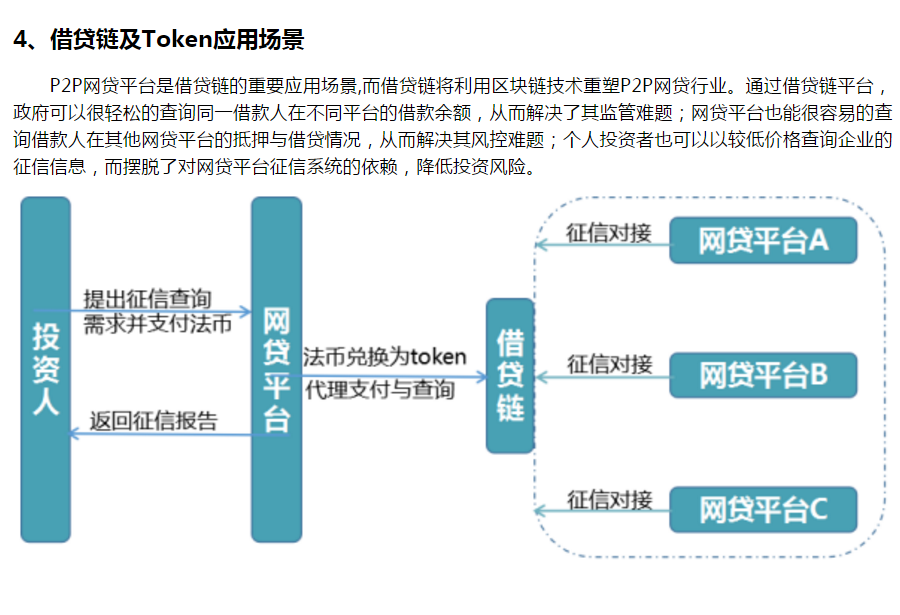 4、借贷链及Token应用场景
P2P网贷平台是借贷链的重要应用场景,而借贷链将利用区块链技术重塑P2P网贷行业。通过借贷链平台，
政府可以很轻松的查询同一借款人在不同平台的借款余额，从而解决了其监管难题；网贷平台也能很容易的查
询借款人在其他网贷平台的抵押与借贷情况，从而解决其风控难题；个人投资者也可以以较低价格查询企业的
征信信息，而摆脱了对网贷平台征信系统的依赖，降低投资风险。
投资人
提出征信查询
需求并支付法币
返回征信报告
网贷平台
法币兑换为token
代理支付与查询
借贷链
征信对接
网贷平台A
征信对接
网贷平台B
征信对接
网贷平台C